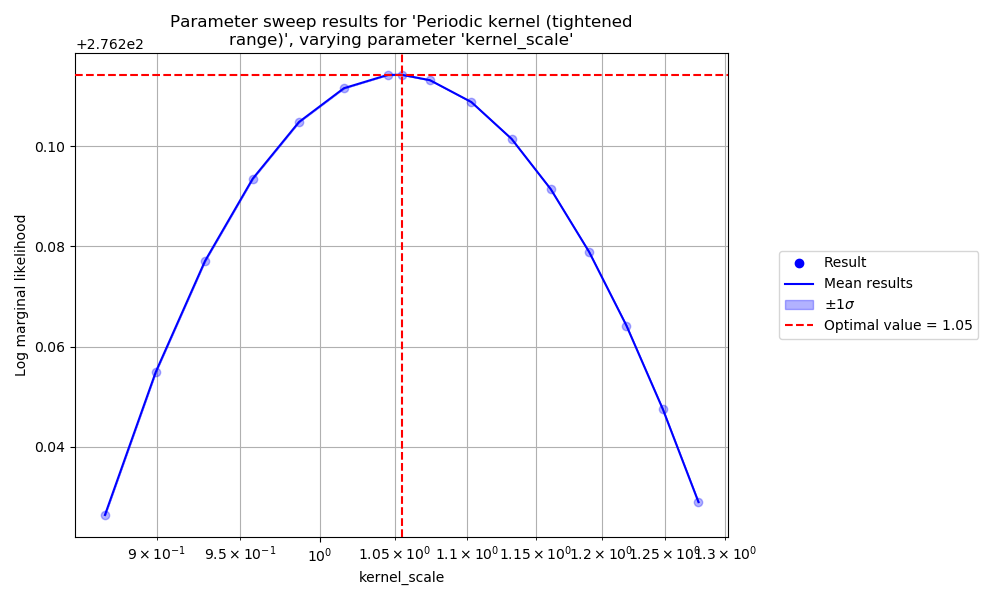 Parameter sweep results for 'Periodic kernel (tightened
range)', varying parameter 'kernel_scale'
+2.762e2
0.10
0.08
0.06
0.04
Log marginal likelihood
9 × 10⁻¹ 9.5 × 10⁻¹ 10⁰ 1.05 × 10⁰ 1.1 × 10⁰ 1.15 × 10⁰ 1.2 × 10⁰ 1.25 × 10⁰ 1.3 × 10⁰
kernel_scale
Result
Mean results
±1σ
Optimal value = 1.05